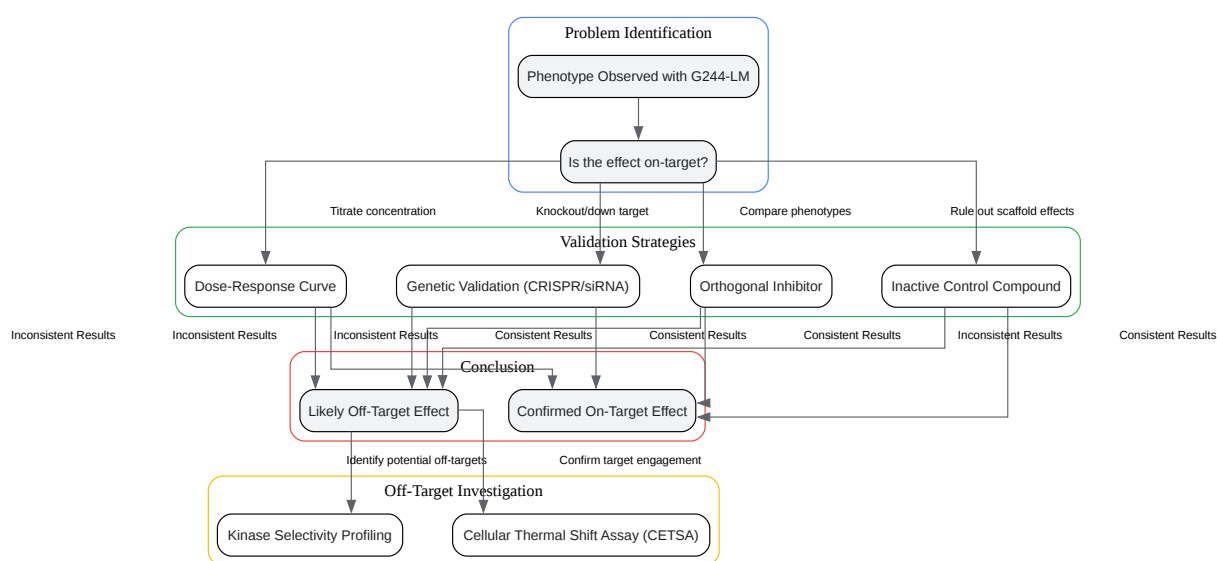 Problem Identification
Phenotype Observed with G244-LM
Is the effect on-target?
Titrate concentration
Knockout/down target
Compare phenotypes
Rule out scaffold effects
Validation Strategies
Dose-Response Curve
Genetic Validation (CRISPR/siRNA)
Orthogonal Inhibitor
Inactive Control Compound
Inconsistent Results
Inconsistent Results
Inconsistent Results
Consistent Results
Consistent Results
Consistent Results
Inconsistent Results
Consistent Results
Conclusion
Likely Off-Target Effect
Confirmed On-Target Effect
Identify potential off-targets
Confirm target engagement
Off-Target Investigation
Kinase Selectivity Profiling
Cellular Thermal Shift Assay (CETSA)